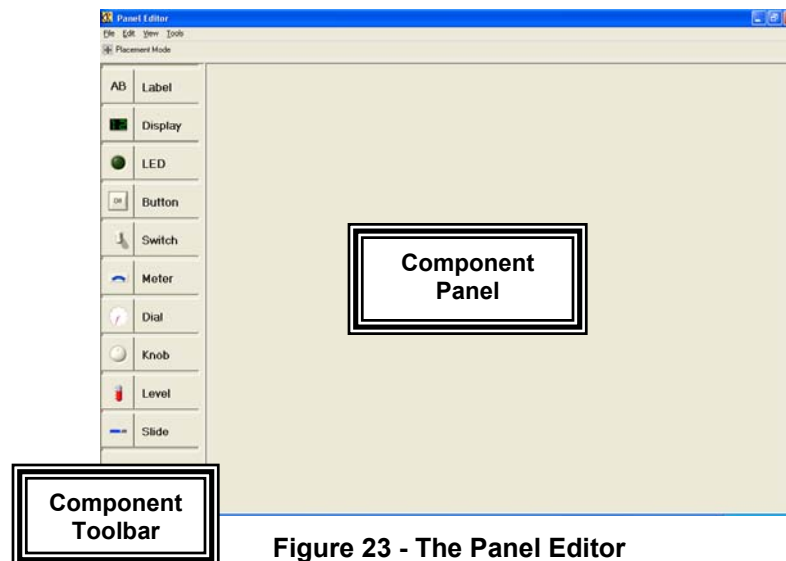 Panel Editor
File Edit View Tools
Placement Mode
AB Label
Display
LED
Button
Switch
Meter
Dial
Knob
Level
Slide
Component
Panel
Component
Toolbar
Figure 23 - The Panel Editor